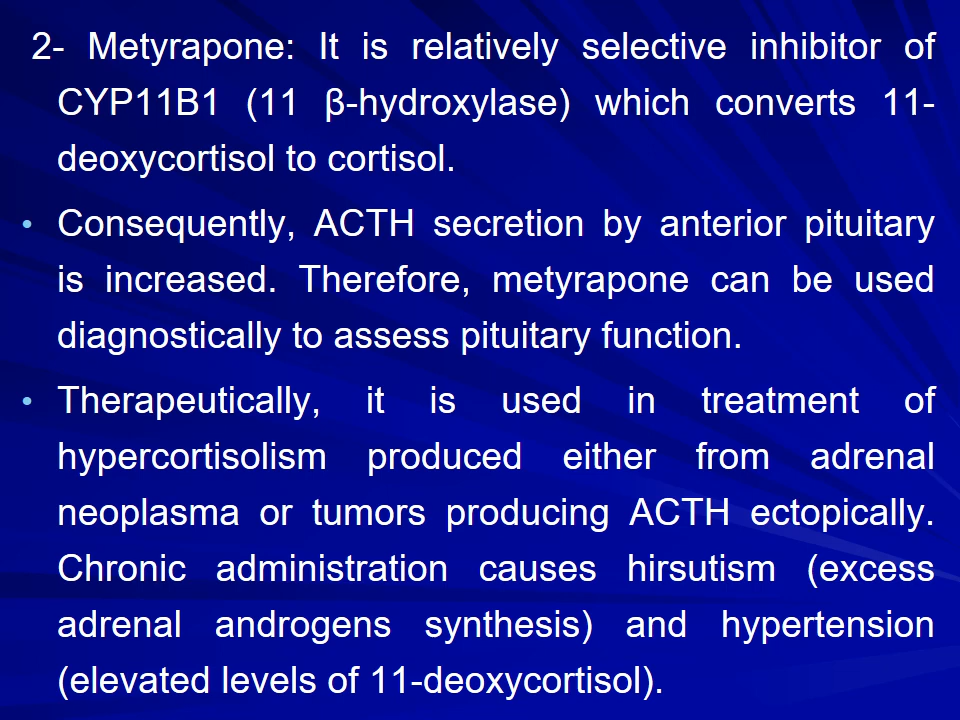 2- Metyrapone: It is relatively selective inhibitor of
CYP11B1 (11 β-hydroxylase) which converts 11-
deoxycortisol to cortisol.
• Consequently, ACTH secretion by anterior pituitary
is increased. Therefore, metyrapone can be used
diagnostically to assess pituitary function.
• Therapeutically, it is used in treatment of
hypercortisolism produced either from adrenal
neoplasma or tumors producing ACTH ectopically.
Chronic administration causes hirsutism (excess
adrenal androgens synthesis) and hypertension
(elevated levels of 11-deoxycortisol).